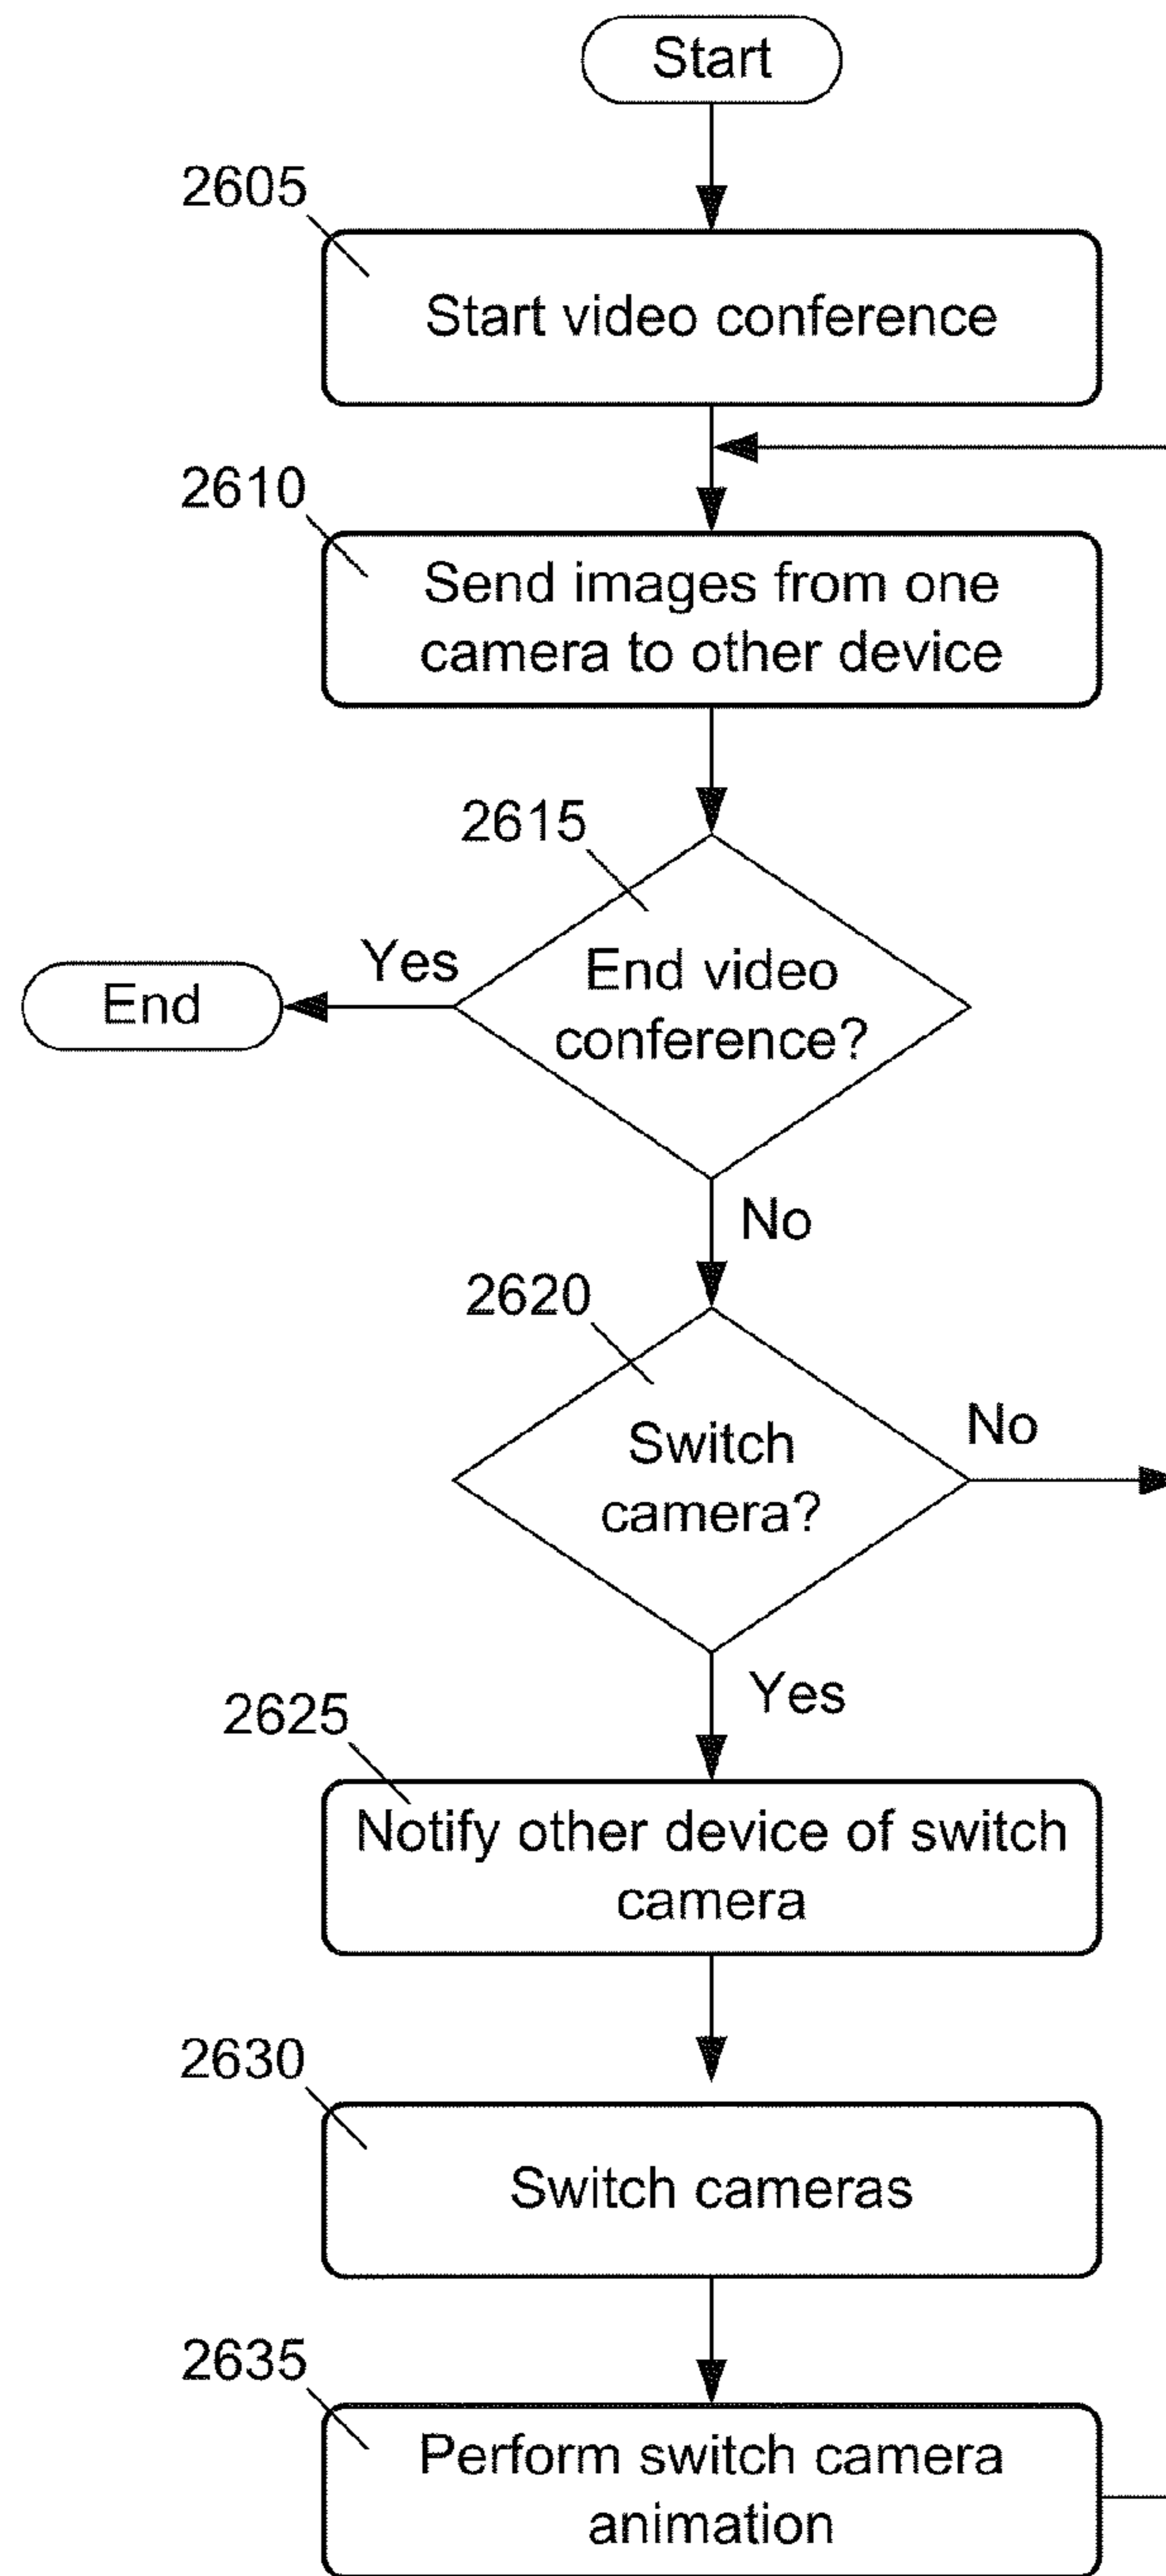 Start
2605
Start video conference
2610
Send images from one
camera to other device
2615
Yes
End video
conference?
End
No
2620
Switch
camera?
No
Yes
2625
Notify other device of switch
camera
2630
Switch cameras
2635
Perform switch camera
animation